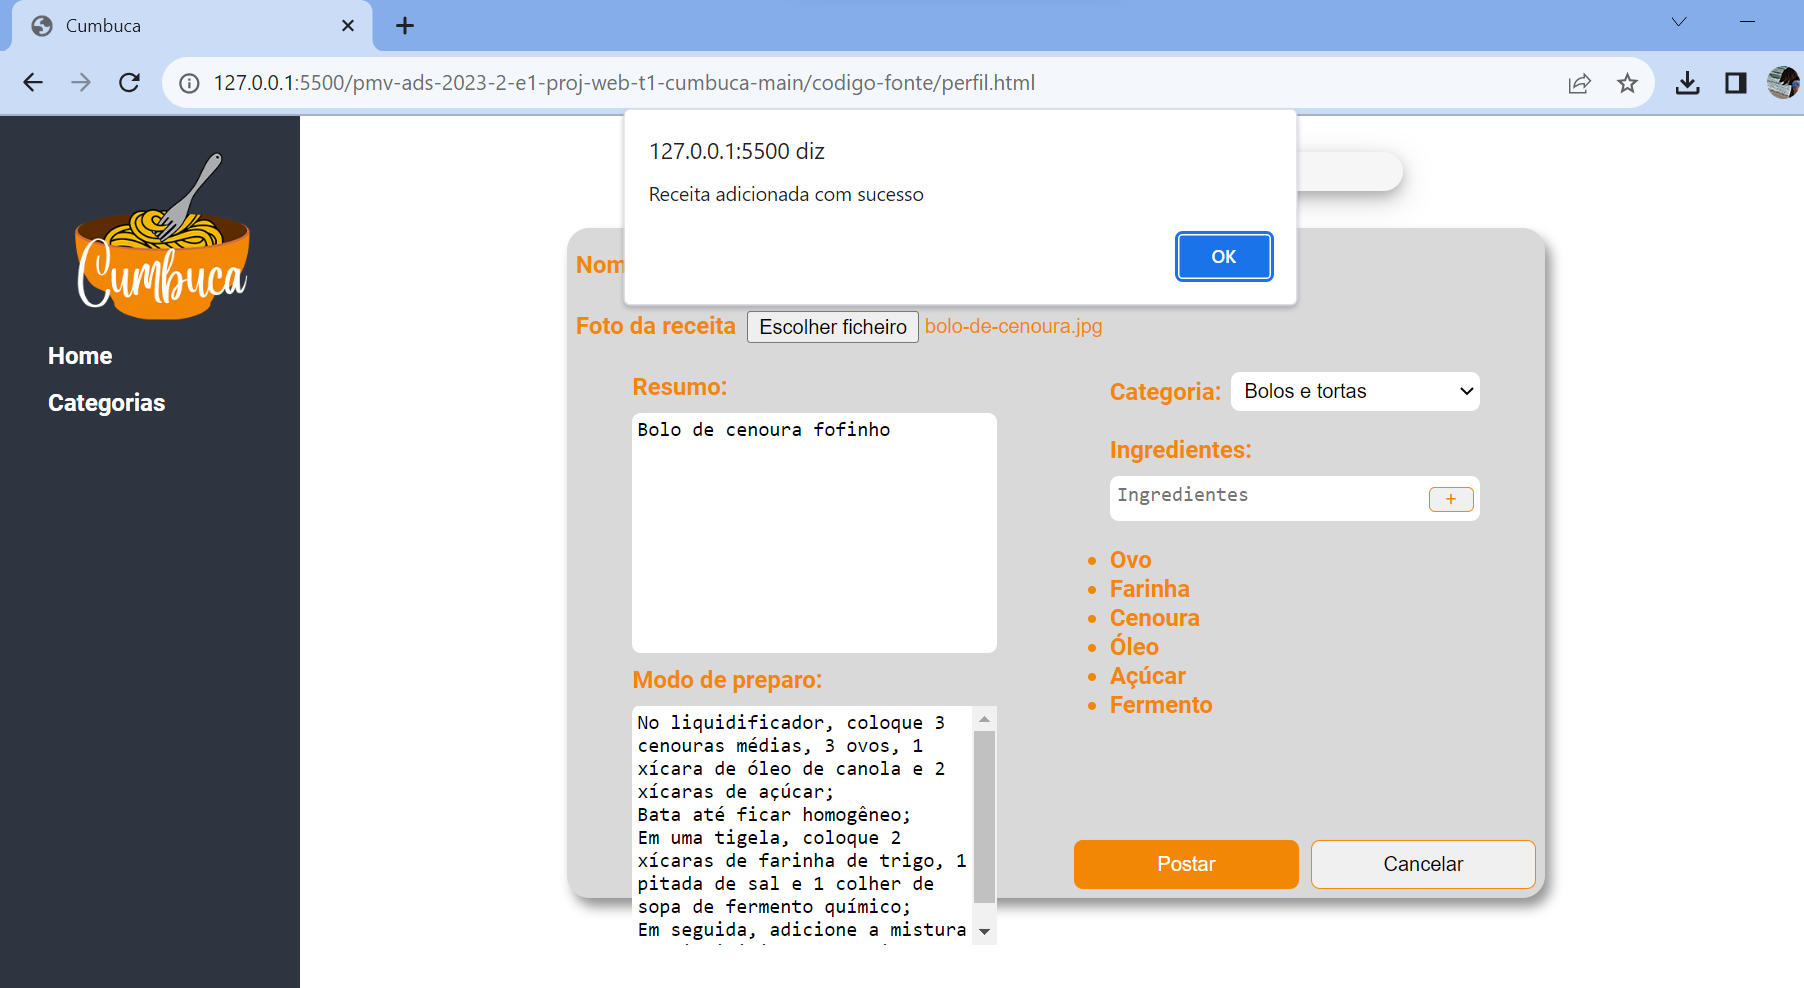 Cumbuca
127.0.0.1:5500/pmv-ads-2023-2-e1-proj-web-t1-cumbuca-main/codigo-fonte/perfil.html
127.0.0.1:5500 diz
Receita adicionada com sucesso
OK
Cumbuca
Home
Categorias
Nom
Foto da receita Escolher ficheiro bolo-de-cenoura.jpg
Resumo:
Bolo de cenoura fofinho
Modo de preparo:
No liquidificador, coloque 3
cenouras médias, 3 ovos, 1
xícara de óleo de canola e 2
xícaras de açúcar;
Bata até ficar homogêneo;
Em uma tigela, coloque 2
xícaras de farinha de trigo, 1
pitada de sal e 1 colher de
sopa de fermento químico;
Em seguida, adicione a mistura
Categoria: Bolos e tortas
Ingredientes:
Ingredientes +
Ovo
Farinha
Cenoura
Óleo
Açúcar
Fermento
Postar Cancelar